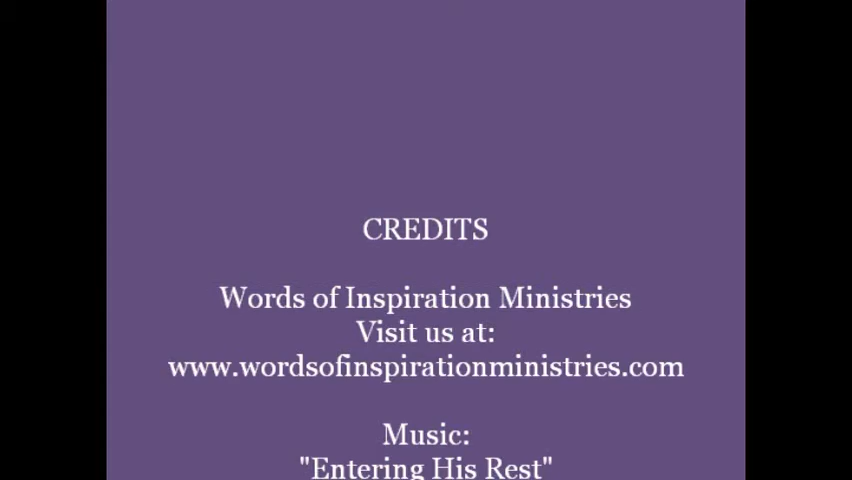 CREDITS
Words of Inspiration Ministries
Visit us at:
www.wordsofinspirationministries.com
Music:
"Entering His Rest"